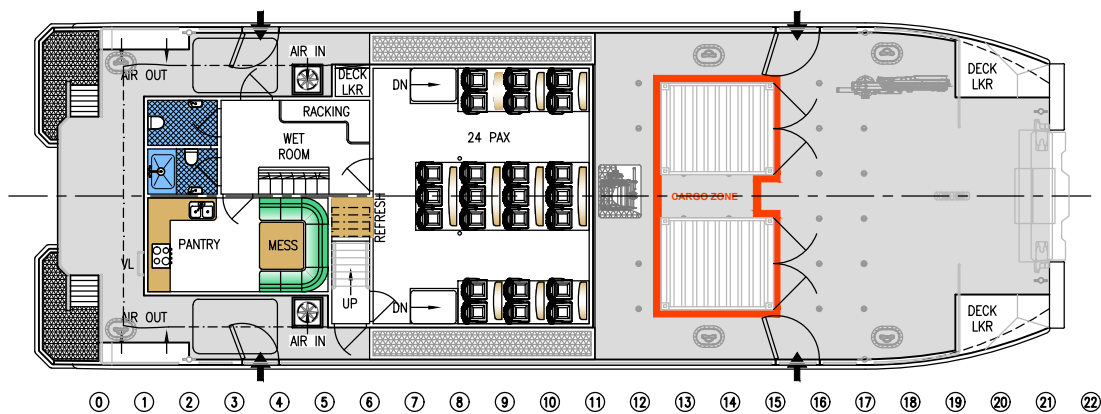 AIR IN
AIR OUT
DECK
LKR
DN
DECK
LKR
RACKING
24 PAX
WET
ROOM
CARGO ZONE
REFRESH
PANTRY
MESS
VL
UP
DN
AIR OUT
AIR IN
DECK
LKR
0 1 2 3 4 5 6 7 8 9 10 11 12 13 14 15 16 17 18 19 20 21 22